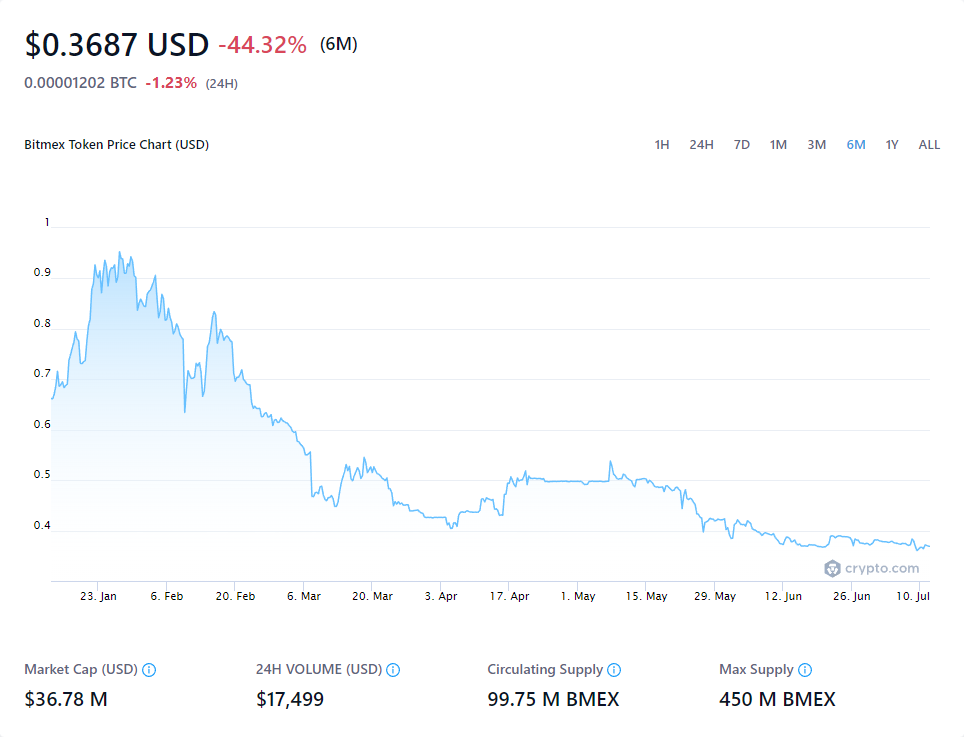 $0.3687 USD -44.32% (6M)
0.00001202 BTC -1.23% (24H)
Bitmex Token Price Chart (USD)
1H 24H 7D 1M 3M 6M 1Y ALL
1
0.9
0.8
0.7
0.6
0.5
0.4
crypto.com
23. Jan 6. Feb 20. Feb 6. Mar 20. Mar 3. Apr 17. Apr 1. May 15. May 29. May 12. Jun 26. Jun 10. Jul
Market Cap (USD) 24H VOLUME (USD) Circulating Supply Max Supply
$36.78 M $17,499 99.75 M BMEX 450 M BMEX